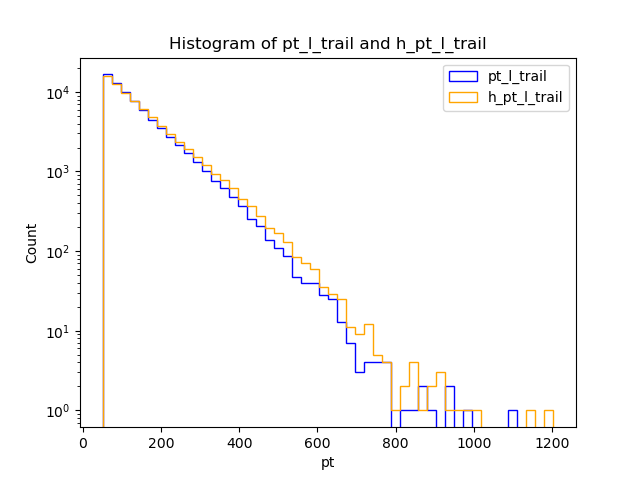 Histogram of pt_l_trail and h_pt_l_trail
pt_l_trail
h_pt_l_trail
Count
10⁴
10³
10²
10¹
10⁰
0 200 400 600 800 1000 1200
pt